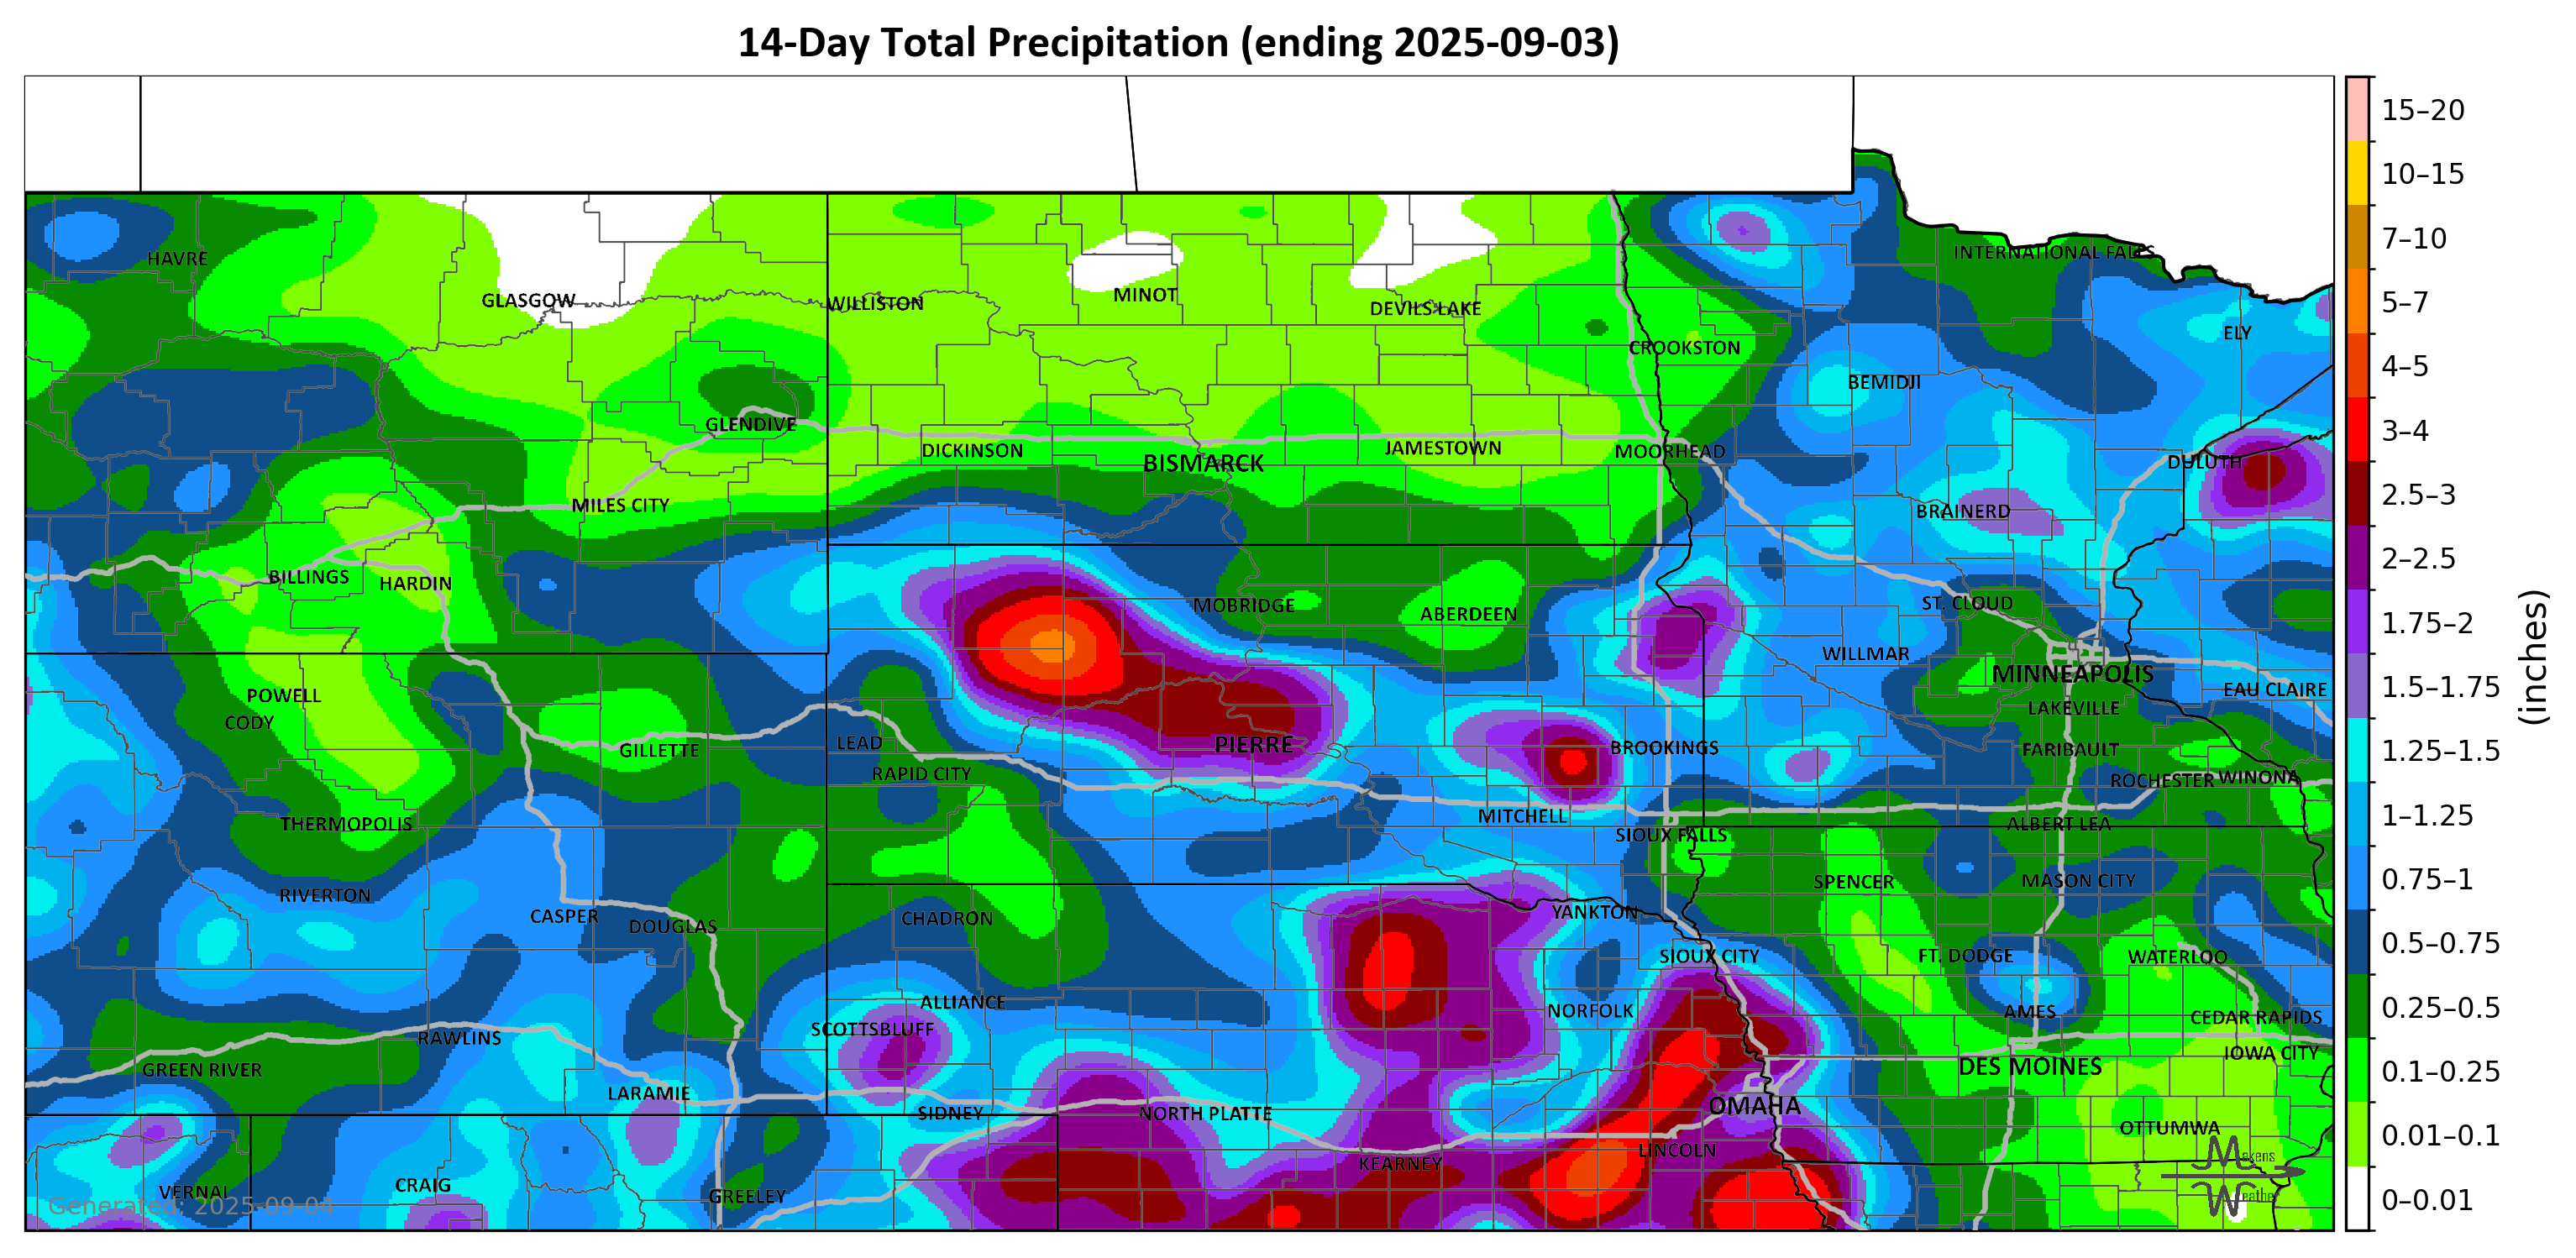 14-Day Total Precipitation (ending 2025-09-03)
15–20
10–15
7–10
5–7
4–5
3–4
2.5–3
2–2.5
1.75–2
1.5–1.75
1.25–1.5
1–1.25
0.75–1
0.5–0.75
0.25–0.5
0.1–0.25
0.01–0.1
0–0.01
(inches)
HAVRE
INTERNATIONAL FALLS
GLASGOW
WILLISTON
MINOT
DEVILS LAKE
ELY
CROOKSTON
BEMIDJI
GLENDIVE
DICKINSON
BISMARCK
JAMESTOWN
MOORHEAD
DULUTH
MILES CITY
BRAINERD
BILLINGS
HARDIN
MOBRIDGE
ABERDEEN
ST. CLOUD
WILLMAR
MINNEAPOLIS
EAU CLAIRE
POWELL
CODY
LAKEVILLE
GILLETTE
LEAD
PIERRE
BROOKINGS
FARIBAULT
RAPID CITY
ROCHESTER
WINONA
THERMOPOLIS
MITCHELL
SIOUX FALLS
ALBERT LEA
RIVERTON
SPENCER
MASON CITY
CASPER
DOUGLAS
CHADRON
YANKTON
SIOUX CITY
FT. DODGE
WATERLOO
ALLIANCE
NORFOLK
AMES
CEDAR RAPIDS
SCOTTSBLUFF
RAWLINS
GREEN RIVER
DES MOINES
IOWA CITY
LARAMIE
SIDNEY
NORTH PLATTE
OMAHA
OTTUMWA
LINCOLN
KEARNEY
VERNAL
CRAIG
GREELEY
Makens
Weather
Generated: 2025-09-04